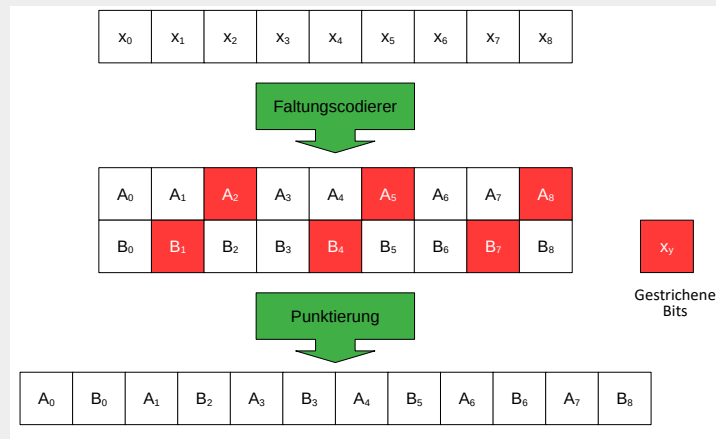 x₀ x₁ x₂ x₃ x₄ x₅ x₆ x₇ x₈
Faltungscodierer
A₀ A₁ A₂ A₃ A₄ A₅ A₆ A₇ A₈
B₀ B₁ B₂ B₃ B₄ B₅ B₆ B₇ B₈
xᵧ
Gestrichene
Bits
Punktierung
A₀ B₀ A₁ B₂ A₃ B₃ A₄ B₅ A₆ B₆ A₇ B₈